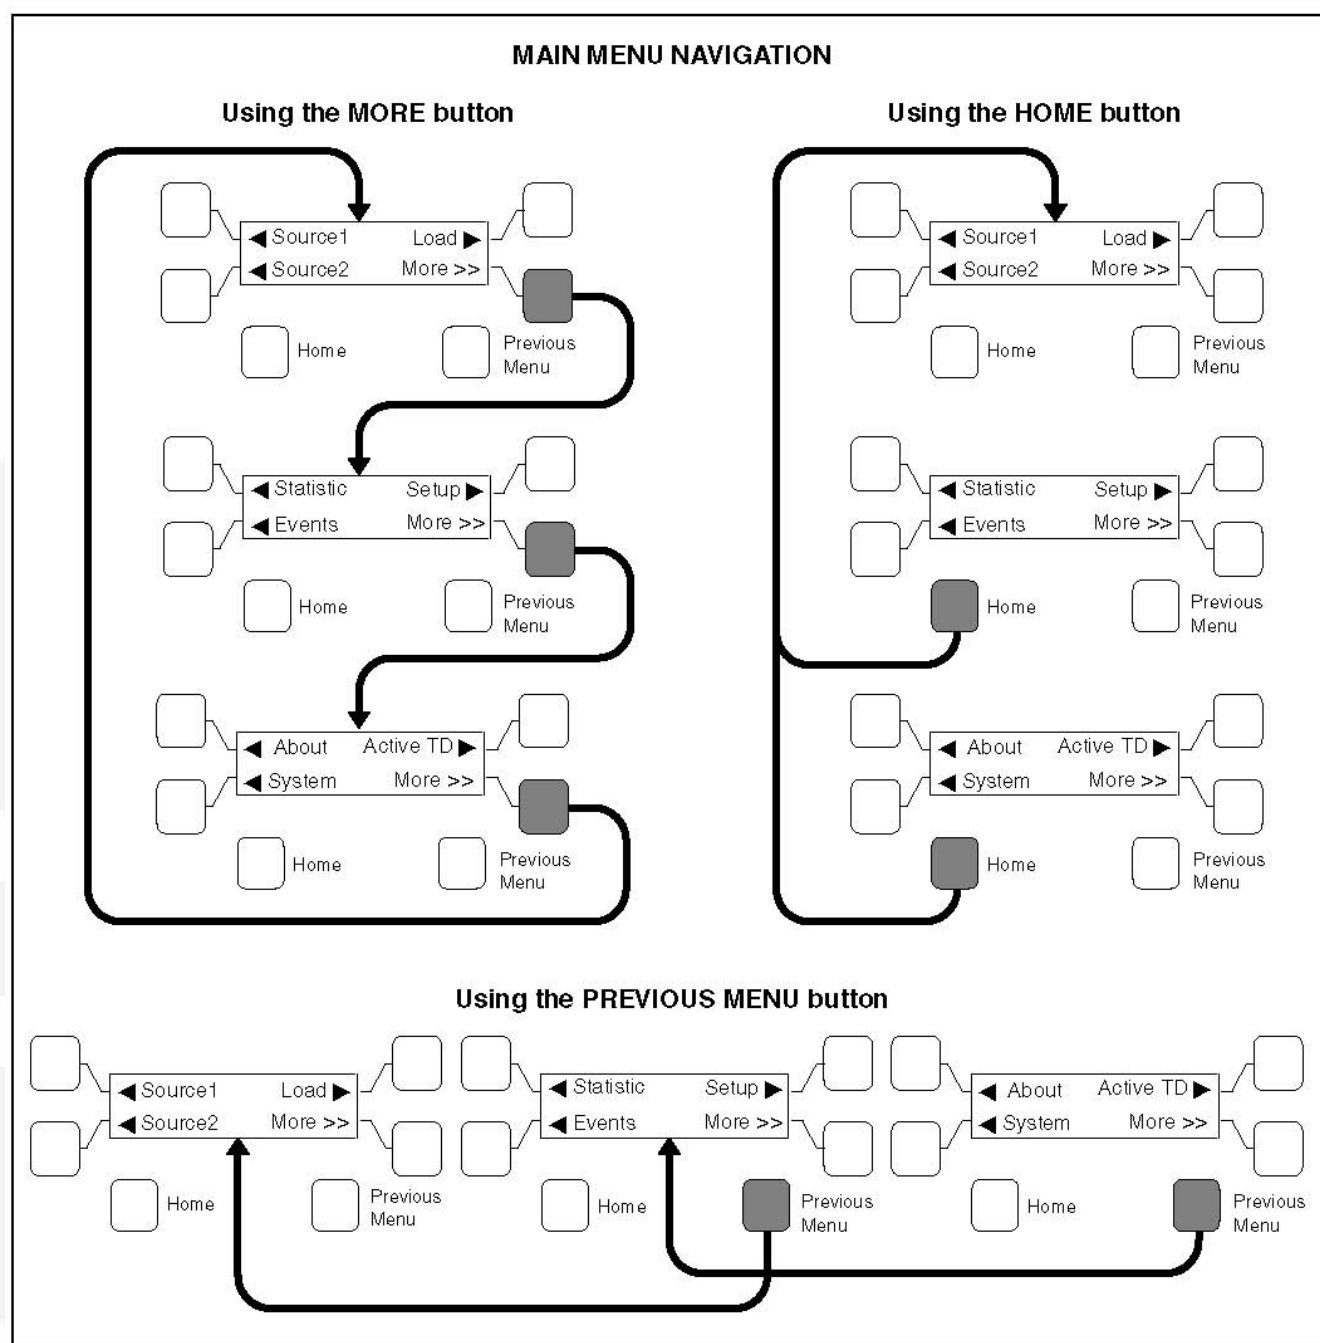 MAIN MENU NAVIGATION
Using the MORE button
◀ Source1 Load ▶
◀ Source2 More >>
Home
Previous
Menu
◀ Statistic Setup ▶
◀ Events More >>
Home
Previous
Menu
◀ About Active TD ▶
◀ System More >>
Home
Previous
Menu
Using the HOME button
◀ Source1 Load ▶
◀ Source2 More >>
Home
Previous
Menu
◀ Statistic Setup ▶
◀ Events More >>
Home
Previous
Menu
◀ About Active TD ▶
◀ System More >>
Home
Previous
Menu
Using the PREVIOUS MENU button
◀ Source1 Load ▶
◀ Source2 More >>
Home
Previous
Menu
◀ Statistic Setup ▶
◀ Events More >>
Home
Previous
Menu
◀ About Active TD ▶
◀ System More >>
Home
Previous
Menu